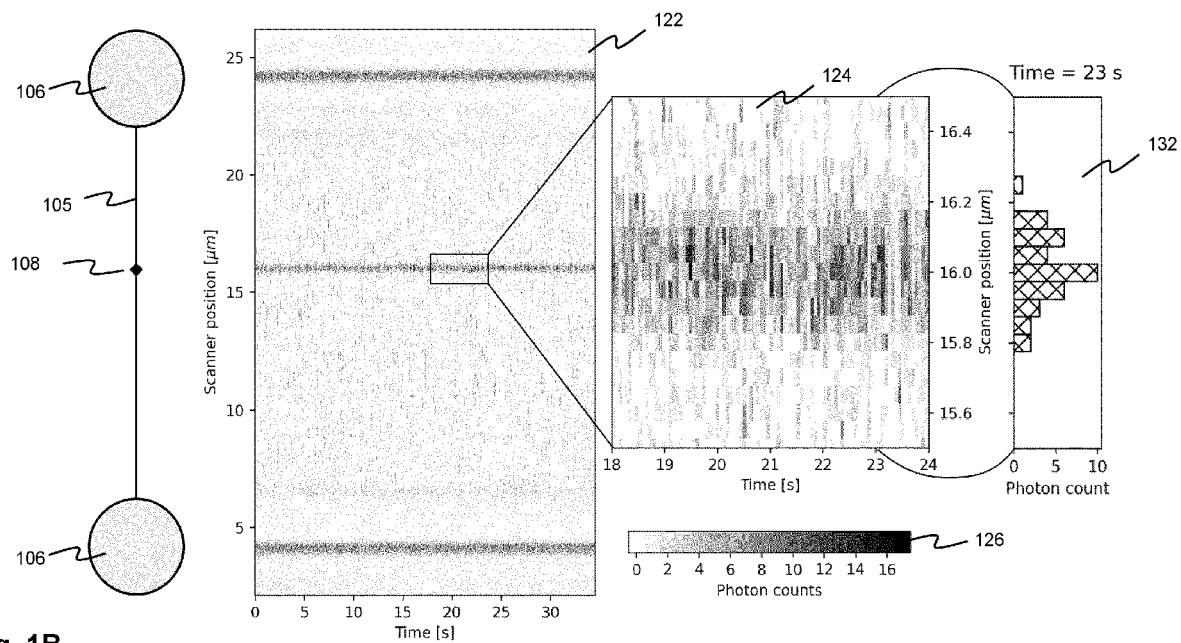 106
105
108
106
122
25
20
15
10
5
Scanner position [μm]
0 5 10 15 20 25 30
Time [s]
124
16.4
16.2
16.0
15.8
15.6
Scanner position [μm]
18 19 20 21 22 23 24
Time [s]
Time = 23 s
132
0 5 10
Photon count
126
0 2 4 6 8 10 12 14 16
Photon counts